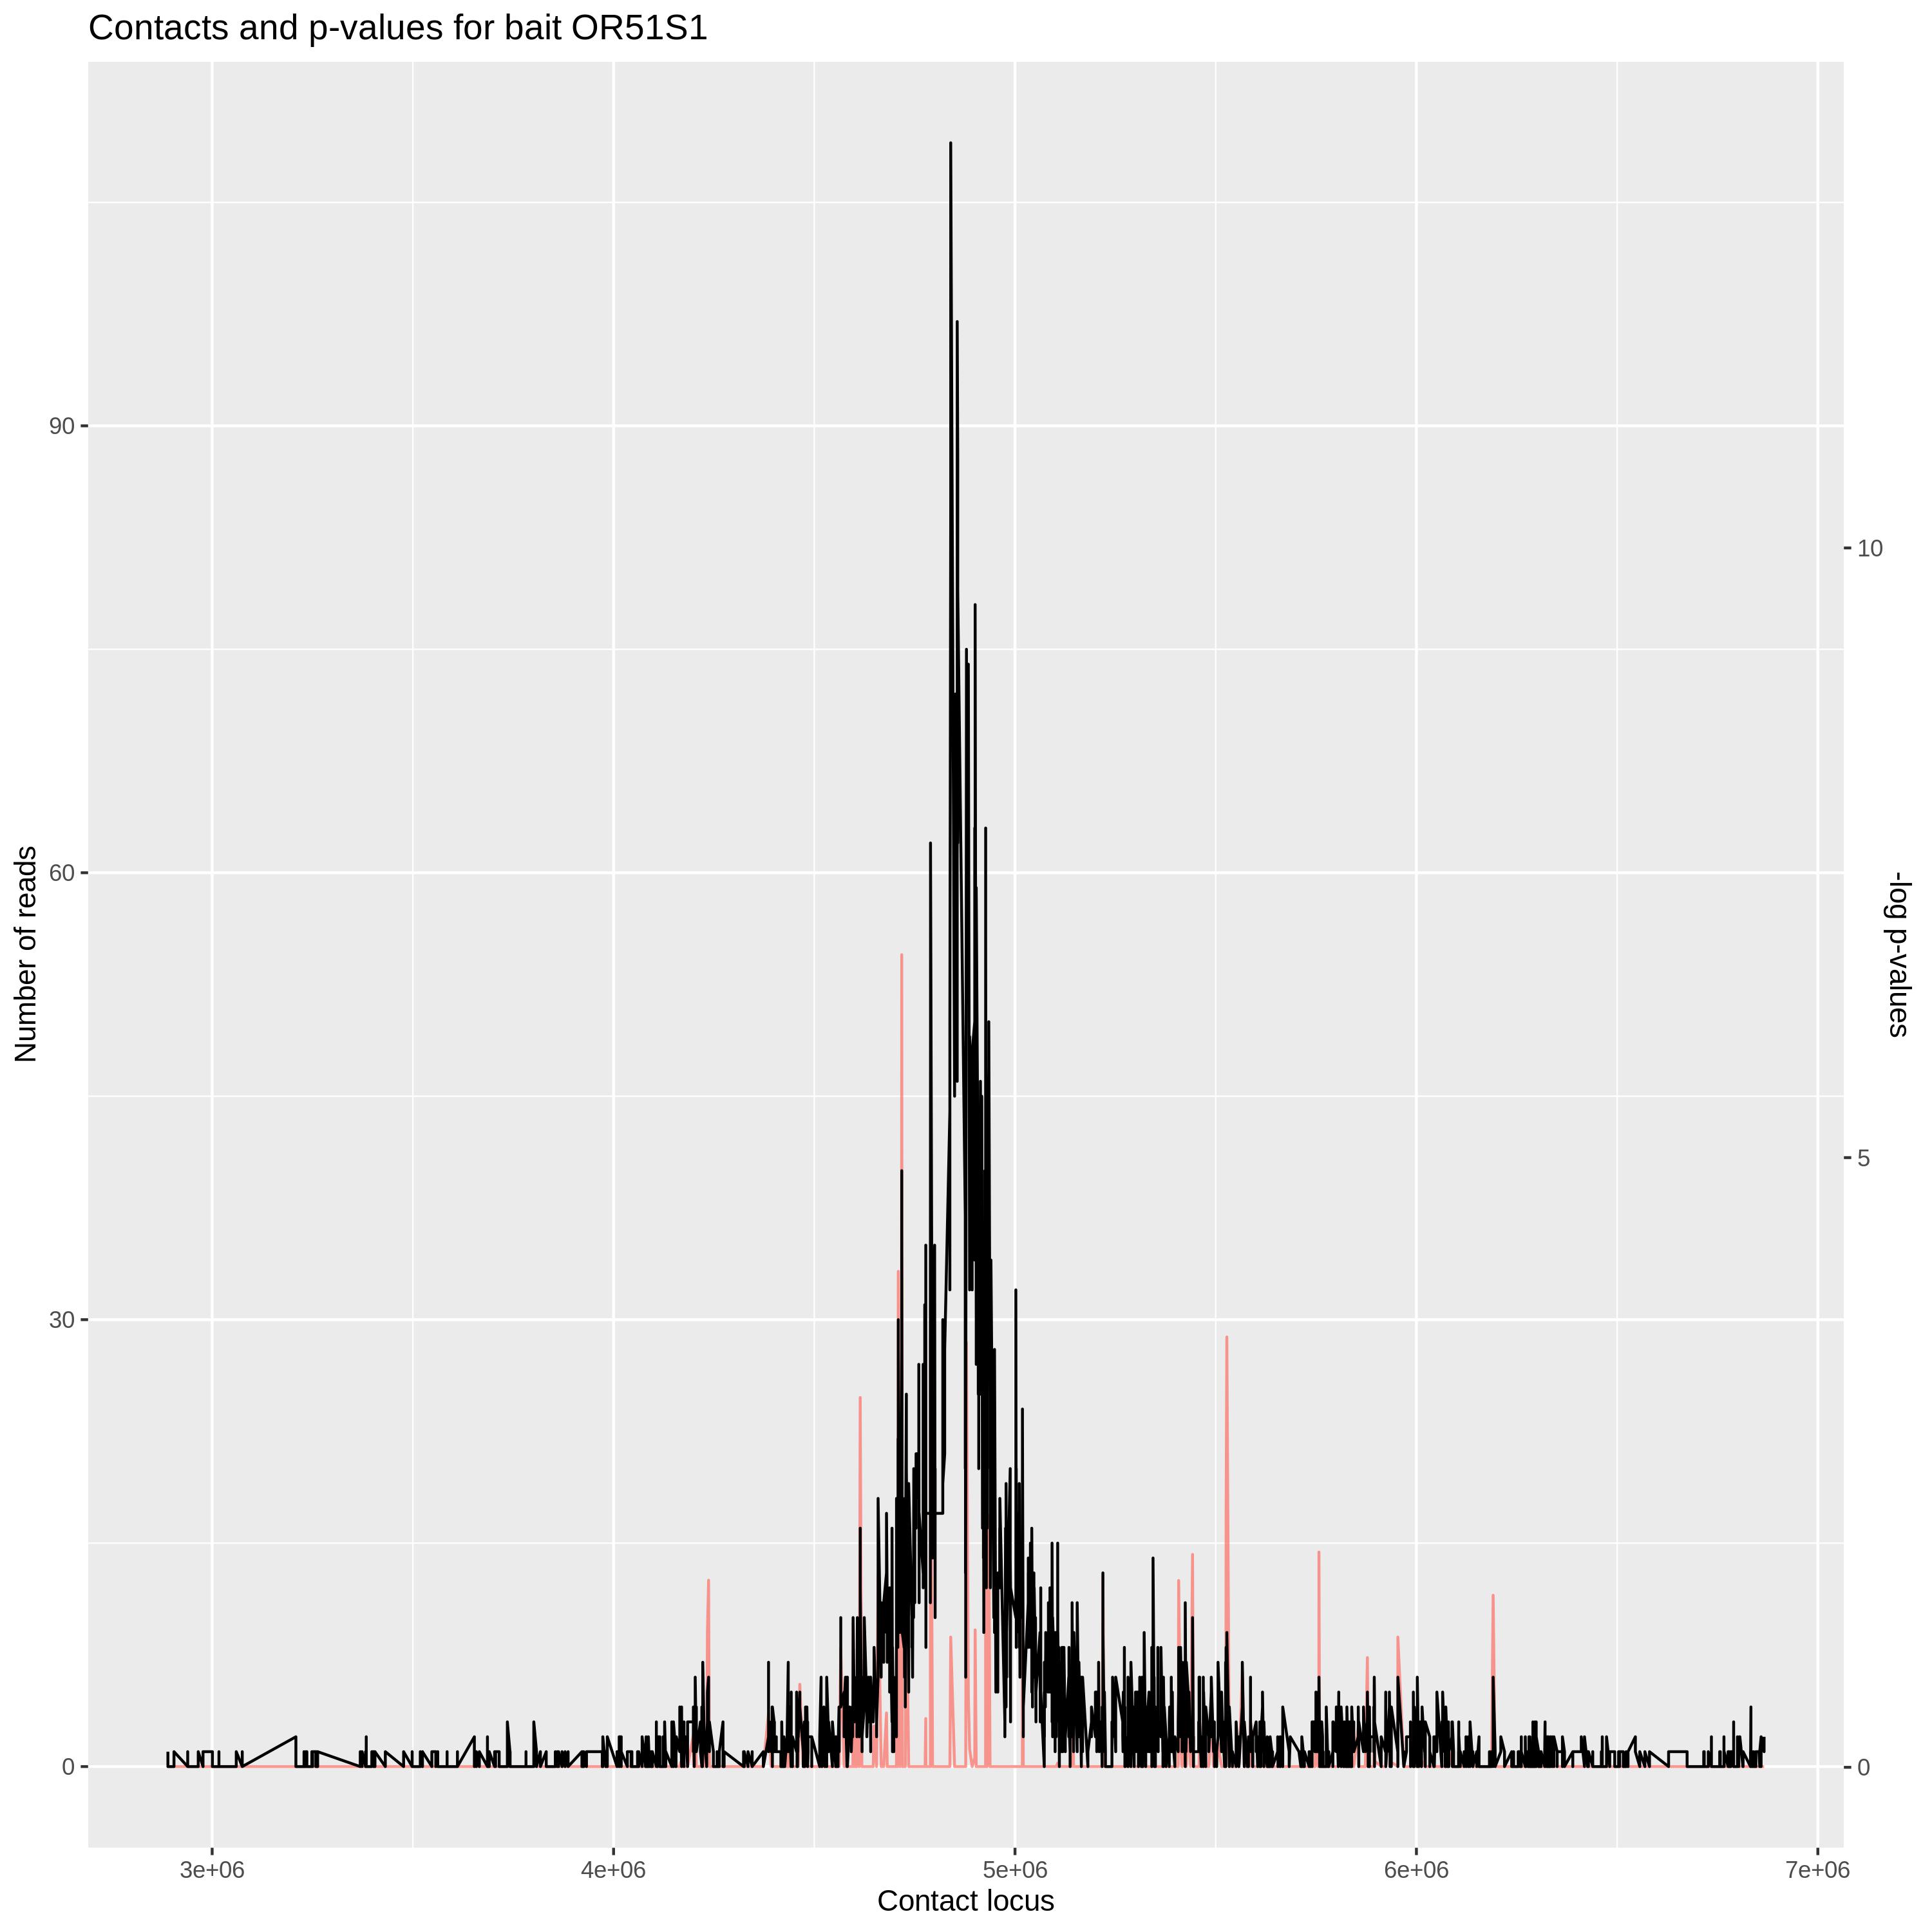 Contacts and p-values for bait OR51S1
90
60
30
0
Number of reads
10
5
0
-log p-values
3e+06
4e+06
5e+06
6e+06
7e+06
Contact locus